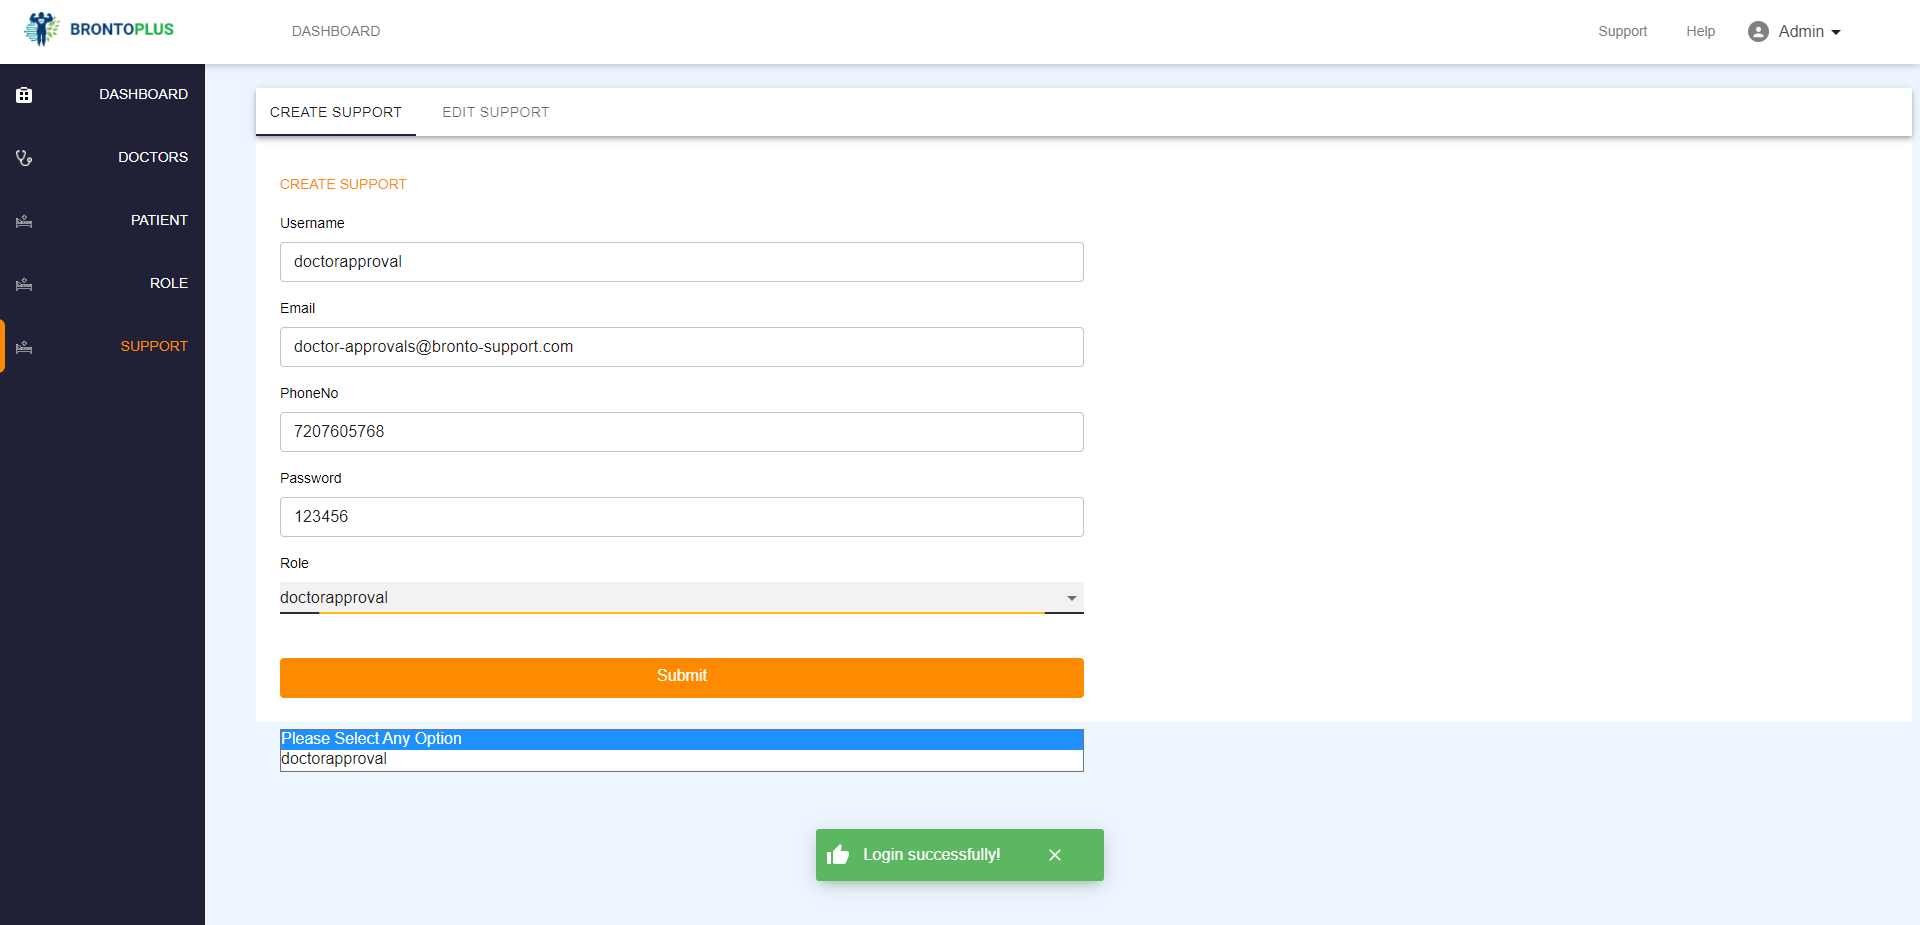 BRONTOPLUS
DASHBOARD
Support
Help
Admin
DASHBOARD
DOCTORS
PATIENT
ROLE
SUPPORT
CREATE SUPPORT
EDIT SUPPORT
CREATE SUPPORT
Username
doctorapproval
Email
doctor-approvals@bronto-support.com
PhoneNo
7207605768
Password
123456
Role
doctorapproval
Submit
Please Select Any Option
doctorapproval
Login successfully!